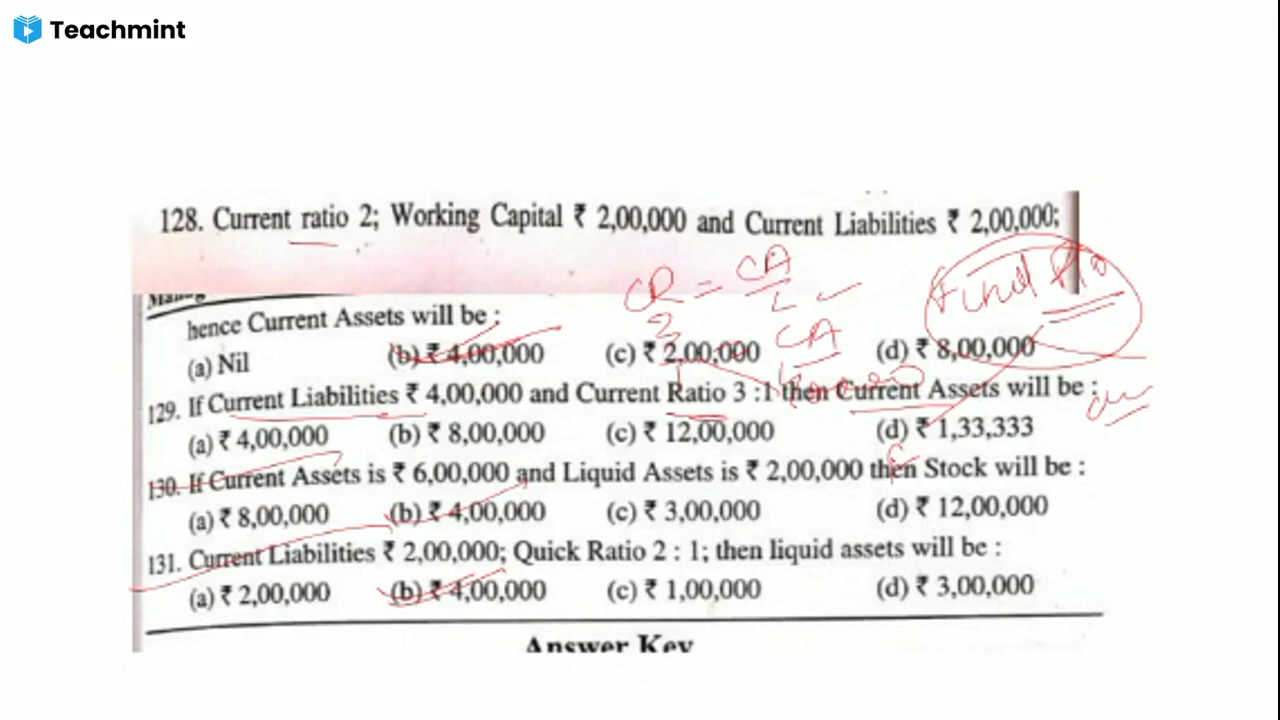 Teachmint
128. Current ratio 2; Working Capital ₹ 2,00,000 and Current Liabilities ₹ 2,00,000;
CR = CA
L
Find
hence Current Assets will be :
2
CA
(a) Nil (b) ₹ 4,00,000 (c) ₹ 2,00,000 (d) ₹ 8,00,000
129. If Current Liabilities ₹ 4,00,000 and Current Ratio 3 :1 then Current Assets will be :
(a) ₹ 4,00,000 (b) ₹ 8,00,000 (c) ₹ 12,00,000 (d) ₹ 1,33,333
130. If Current Assets is ₹ 6,00,000 and Liquid Assets is ₹ 2,00,000 then Stock will be :
(a) ₹ 8,00,000 (b) ₹ 4,00,000 (c) ₹ 3,00,000 (d) ₹ 12,00,000
131. Current Liabilities ₹ 2,00,000; Quick Ratio 2 : 1; then liquid assets will be :
(a) ₹ 2,00,000 (b) ₹ 4,00,000 (c) ₹ 1,00,000 (d) ₹ 3,00,000
Answer Key